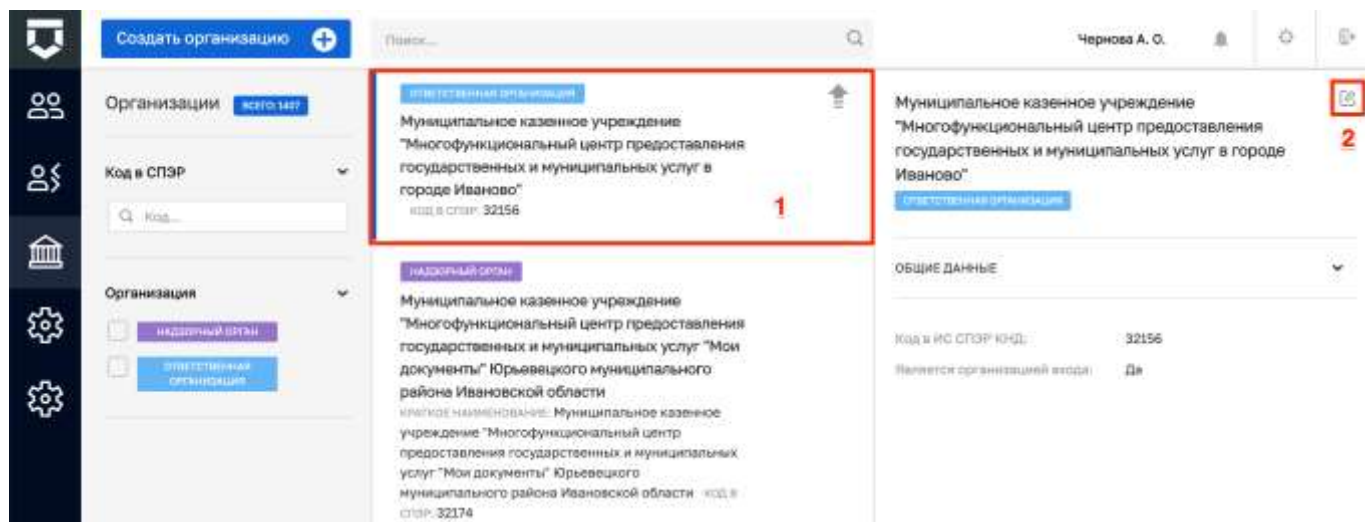 Создать организацию
Поиск...
Чернова А. О.
Организации ВСЕГО: 1407
Код в СПЭР
Код...
Организация
НАДЗОРНЫЙ ОРГАН
ОТВЕТСТВЕННАЯ
ОРГАНИЗАЦИЯ
ОТВЕТСТВЕННАЯ ОРГАНИЗАЦИЯ
Муниципальное казенное учреждение
"Многофункциональный центр предоставления
государственных и муниципальных услуг в
городе Иваново"
КОД В СПЭР: 32156
1
НАДЗОРНЫЙ ОРГАН
Муниципальное казенное учреждение
"Многофункциональный центр предоставления
государственных и муниципальных услуг "Мои
документы" Юрьевецкого муниципального
района Ивановской области
КРАТКОЕ НАИМЕНОВАНИЕ: Муниципальное казенное
учреждение "Многофункциональный центр
предоставления государственных и муниципальных
услуг "Мои документы" Юрьевецкого
муниципального района Ивановской области КОД В
СПЭР: 32174
Муниципальное казенное учреждение
"Многофункциональный центр предоставления
государственных и муниципальных услуг в городе
Иваново"
2
ОТВЕТСТВЕННАЯ ОРГАНИЗАЦИЯ
ОБЩИЕ ДАННЫЕ
Код в ИС СПЭР КНД: 32156
Является организацией входа: Да